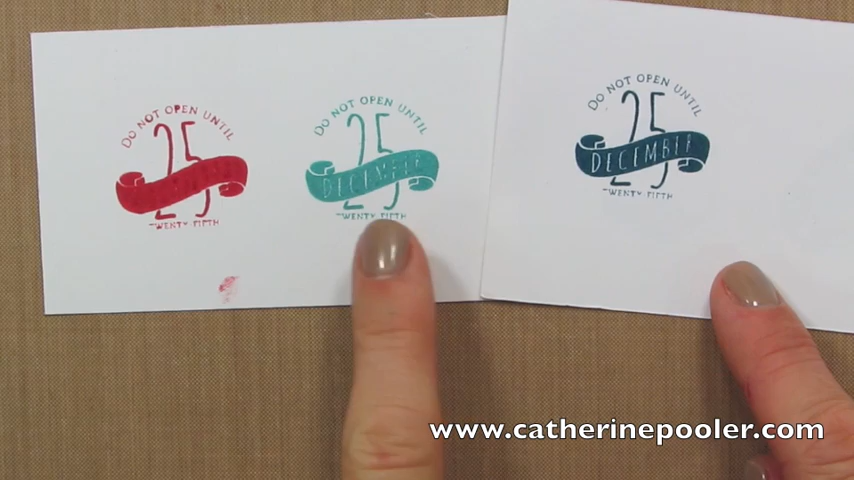 DO NOT OPEN UNTIL
25
TWENTY-FIFTH
DO NOT OPEN UNTIL
25
DECEMBER
TWENTY-FIFTH
DO NOT OPEN UNTIL
25
DECEMBER
TWENTY-FIFTH
www.catherinepooler.com